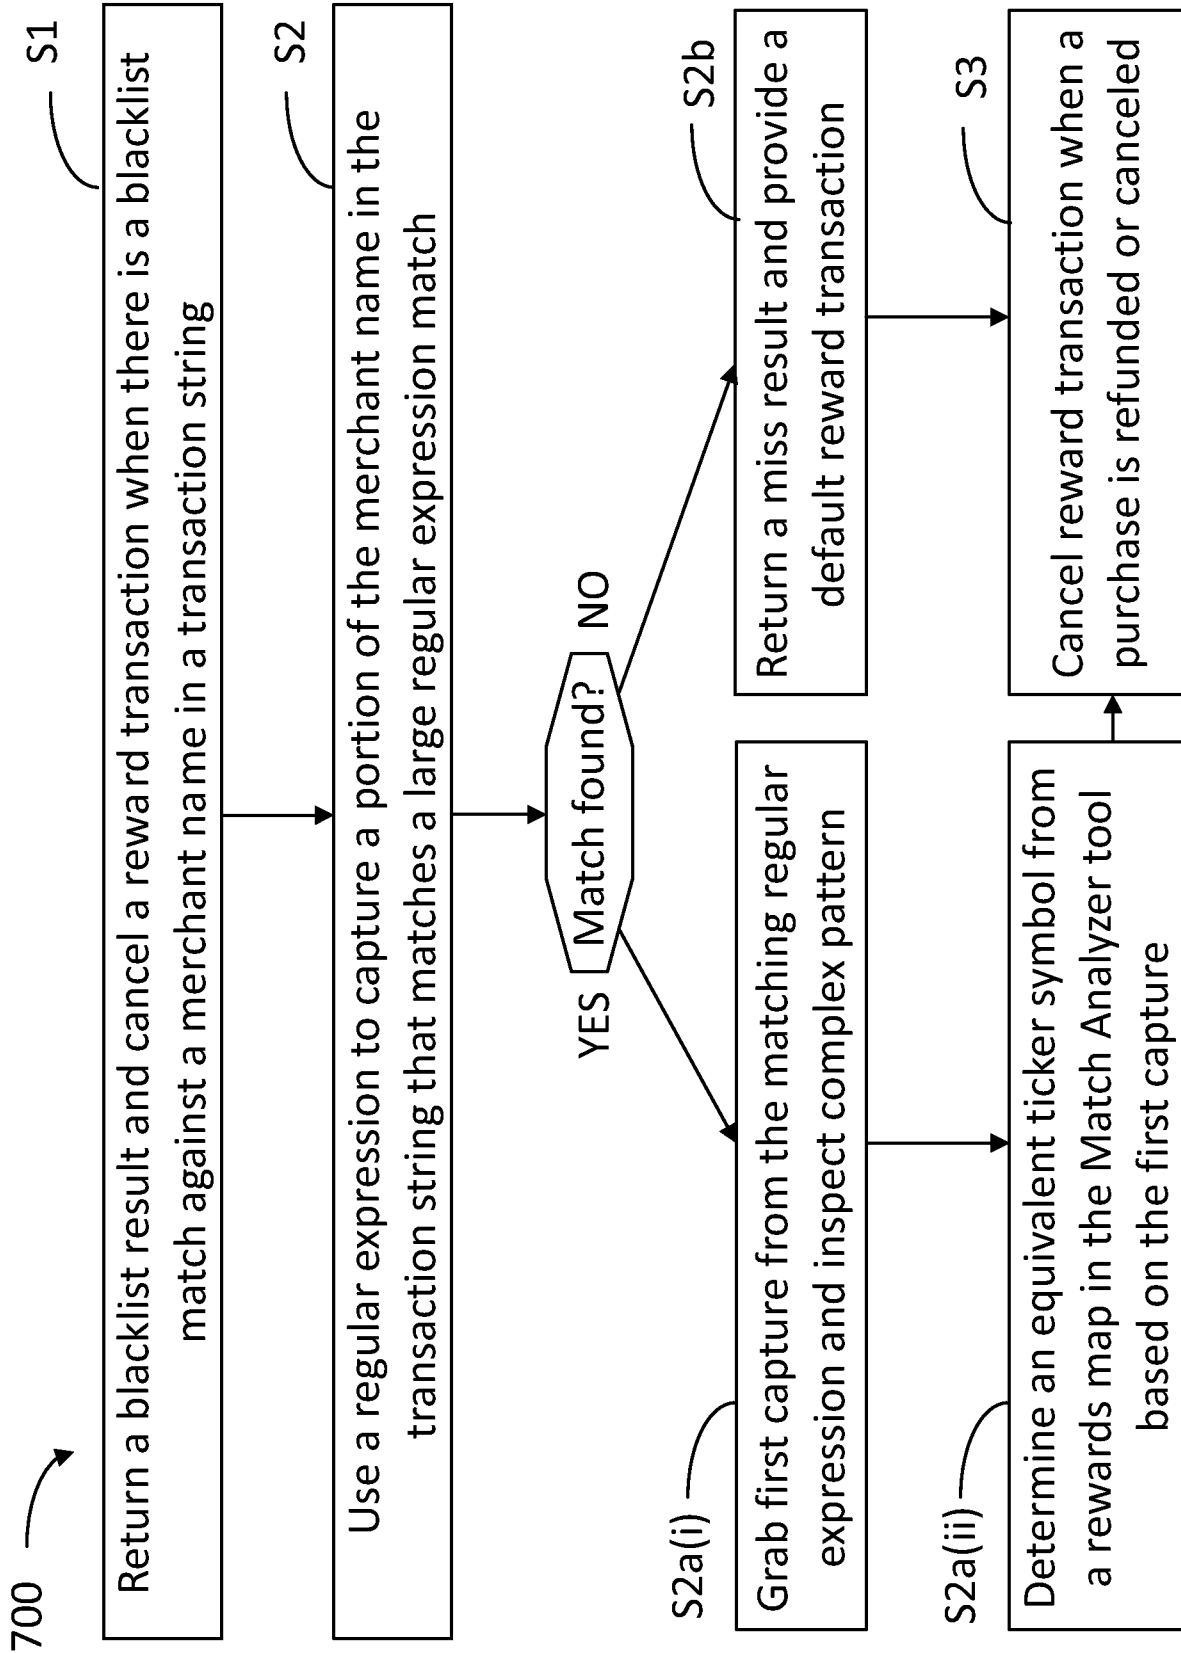 700
S1
Return a blacklist result and cancel a reward transaction when there is a blacklist
match against a merchant name in a transaction string
S2
Use a regular expression to capture a portion of the merchant name in the
transaction string that matches a large regular expression match
Match found?
YES
NO
S2a(i)
Grab first capture from the matching regular
expression and inspect complex pattern
S2b
Return a miss result and provide a
default reward transaction
S2a(ii)
Determine an equivalent ticker symbol from
a rewards map in the Match Analyzer tool
based on the first capture
S3
Cancel reward transaction when a
purchase is refunded or canceled